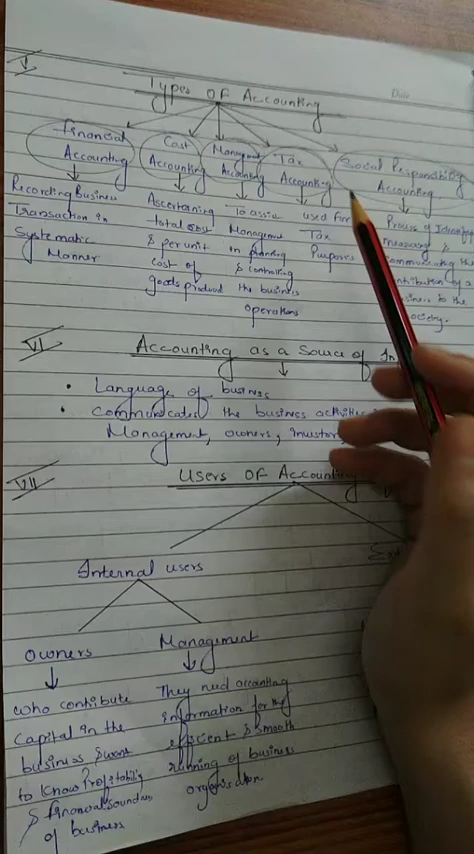 V
Types OF Accounting
Date
Financial Accounting
Cost Accounting
Management Accounting
Tax Accounting
Social Responsibility Accounting
Recording Business
Transaction in
Systematic
Manner
Ascertaining
total cost
& per unit
cost of
goods produced
To assist
Management
in planning
& controlling
the business
operations
used For
Tax
Purposes
Process of
measuring &
communicating the
of a
to the
society.
VI
Accounting as a Source of
• Language of business
• Communicated the business activities
Management, owners,
VII
Users OF Accounting
Internal users
owners
Management
who contribute
Capital in the
business & want
to know Profitability
& financial
of business
They need accounting
information for the
efficient & smooth
running of business
organisation